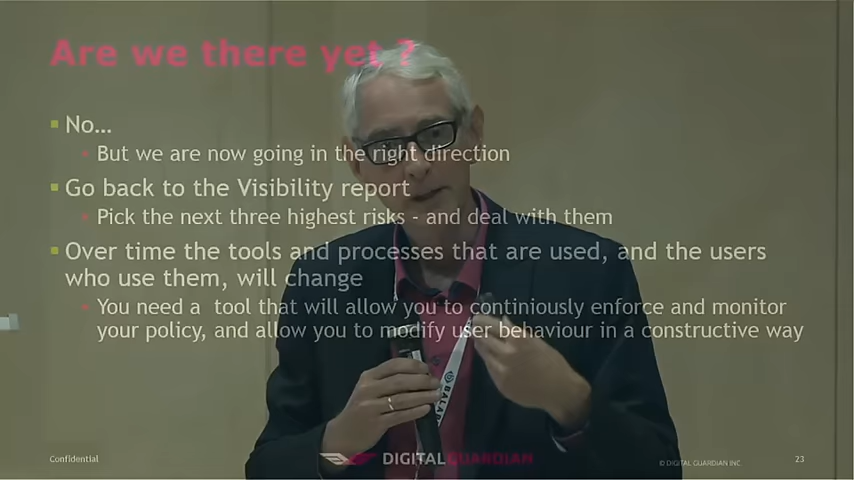 Are we there yet ?
No...
But we are now going in the right direction
Go back to the Visibility report
Pick the next three highest risks - and deal with them
Over time the tools and processes that are used, and the users
who use them, will change
You need a  tool that will allow you to continiously enforce and monitor
your policy, and allow you to modify user behaviour in a constructive way
BALA
Confidential
DIGITAL GUARDIAN
© DIGITAL GUARDIAN INC.
23